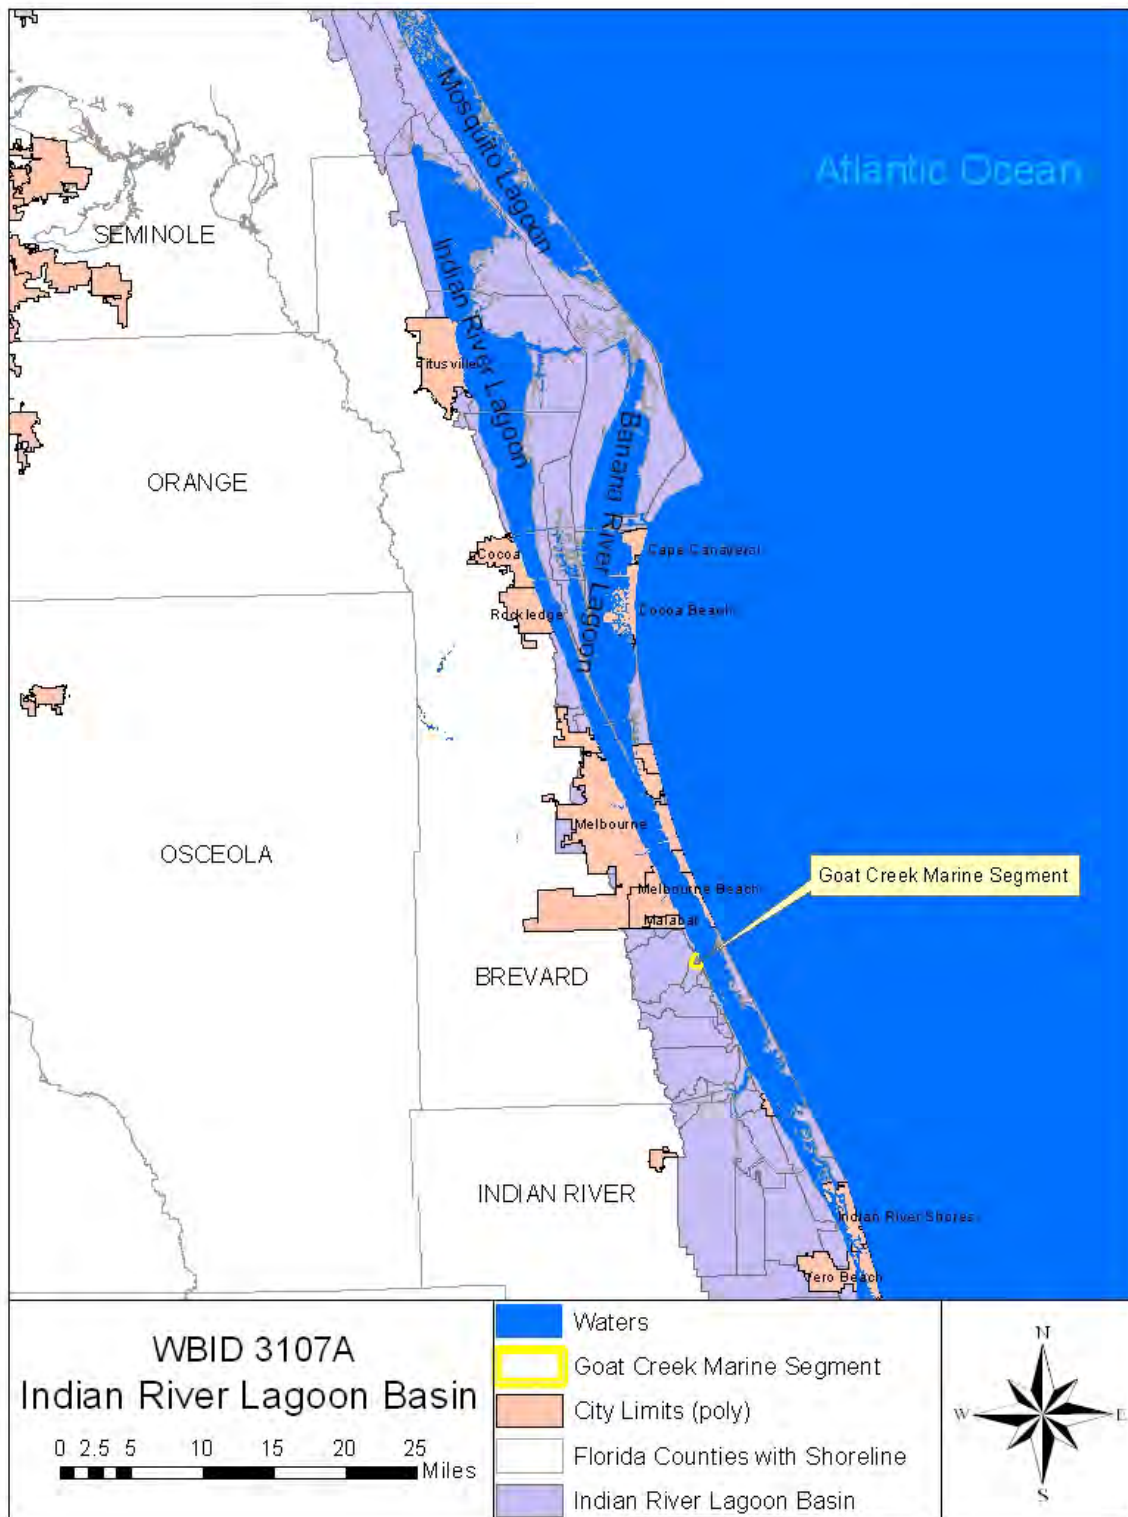 Mosquito Lagoon
Atlantic Ocean
SEMINOLE
Indian River Lagoon
itusville
ORANGE
Banana River Lagoon
Cocoa
Cape Canaveral
Rockledge
Cocoa Beach
Melbourne
OSCEOLA
Goat Creek Marine Segment
Melbourne Beach
Malabar
BREVARD
INDIAN RIVER
Indian River Shores
Vero Beach
WBID 3107A
Indian River Lagoon Basin
0 2.5 5 10 15 20 25
Miles
Waters
Goat Creek Marine Segment
City Limits (poly)
Florida Counties with Shoreline
Indian River Lagoon Basin
N
W E
S